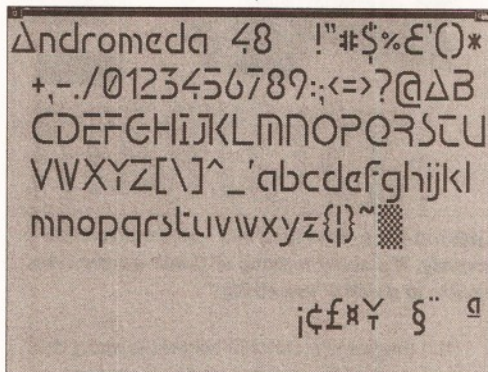 Andromeda 48 !"#$%&'()*
+,-./0123456789:;<=>?@AB
CDEFGHIJKLMNOPQRSTU
VWXYZ[\]^_'abcdefghijkl
mnopqrstuvwxyz{¦}~▒
¡¢£¤¥ §¨ ª